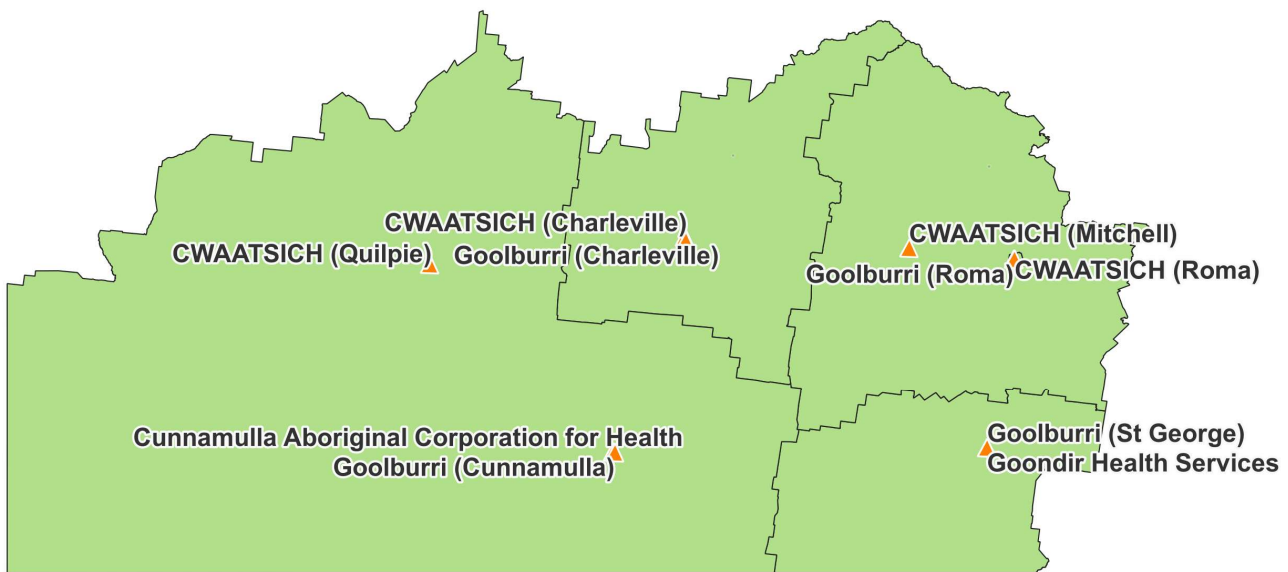 CWAATSICH (Charleville)
CWAATSICH (Quilpie)
Goolburri (Charleville)
CWAATSICH (Mitchell)
Goolburri (Roma)
CWAATSICH (Roma)
Cunnamulla Aboriginal Corporation for Health
Goolburri (Cunnamulla)
Goolburri (St George)
Goondir Health Services